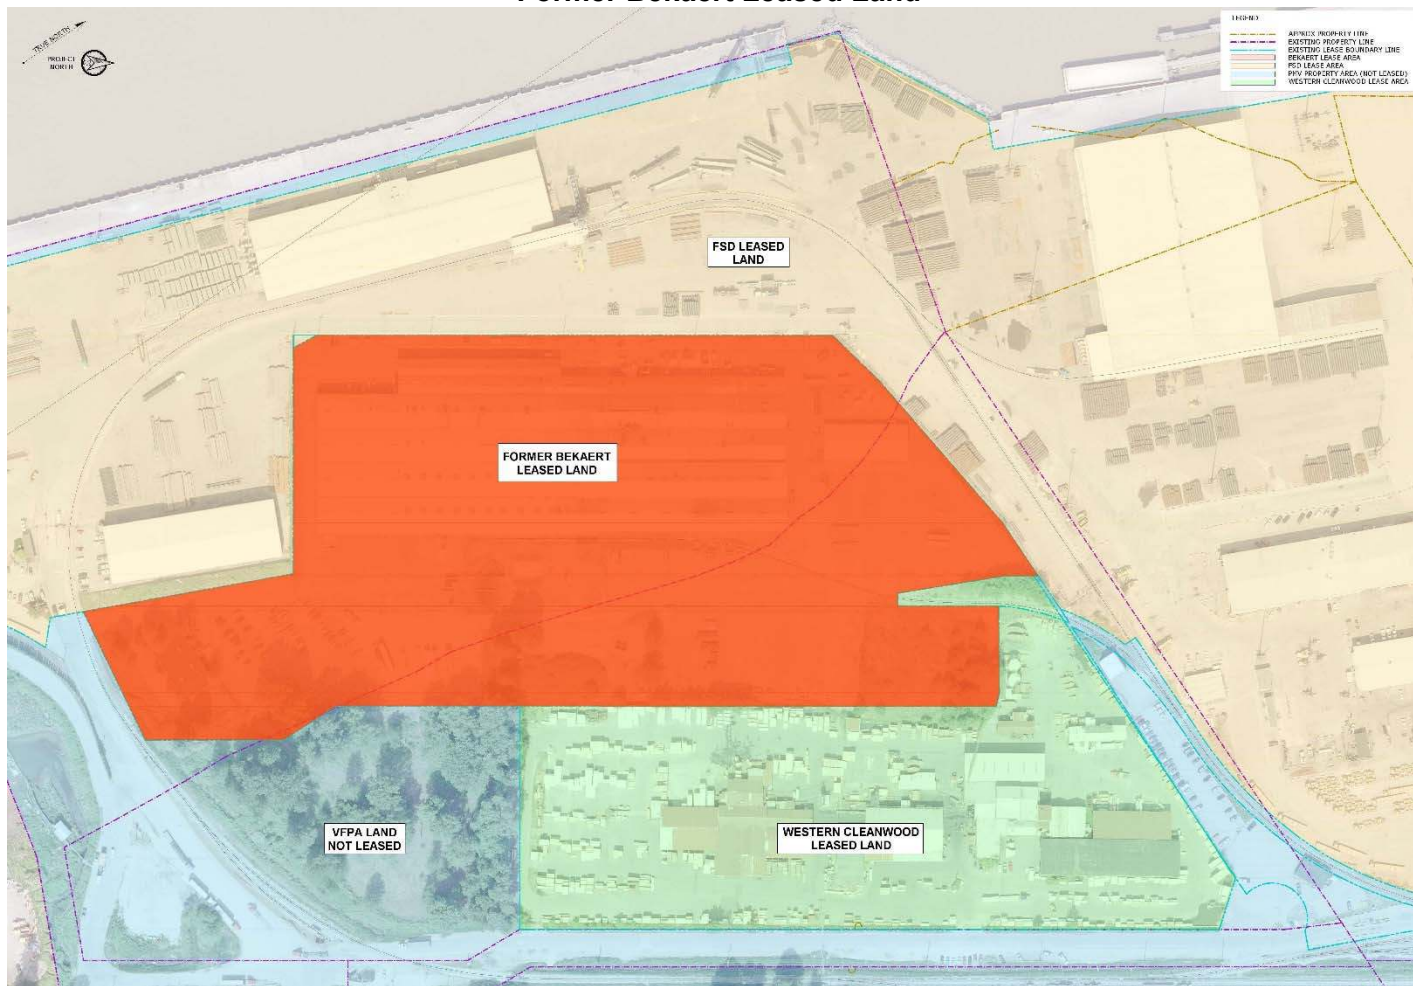 Former Bekaert Leased Land
TRUE NORTH
PROJECT
NORTH
LEGEND
APPROX PROPERTY LINE
EXISTING PROPERTY LINE
EXISTING LEASE BOUNDARY LINE
BEKAERT LEASE AREA
FSD LEASE AREA
PMV PROPERTY AREA (NOT LEASED)
WESTERN CLEANWOOD LEASE AREA
FSD LEASED
LAND
FORMER BEKAERT
LEASED LAND
VFPA LAND
NOT LEASED
WESTERN CLEANWOOD
LEASED LAND